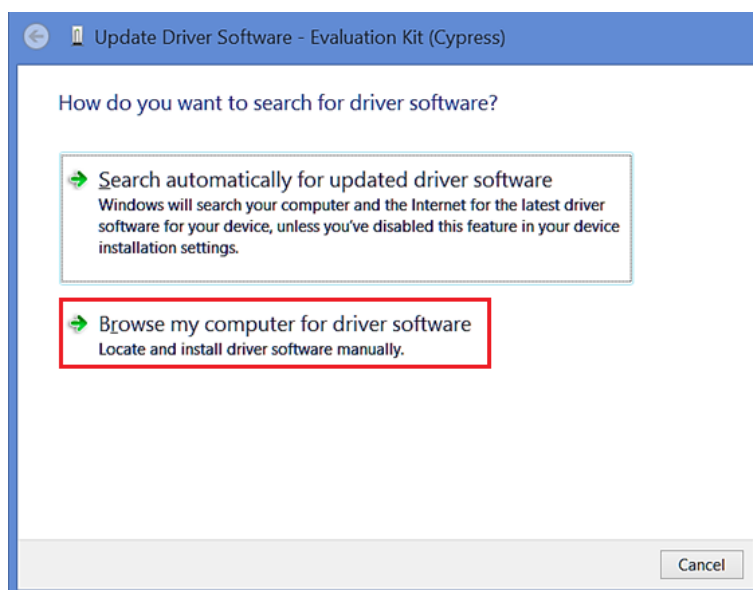 Update Driver Software - Evaluation Kit (Cypress)
How do you want to search for driver software?
Search automatically for updated driver software
Windows will search your computer and the Internet for the latest driver
software for your device, unless you've disabled this feature in your device
installation settings.
Browse my computer for driver software
Locate and install driver software manually.
Cancel